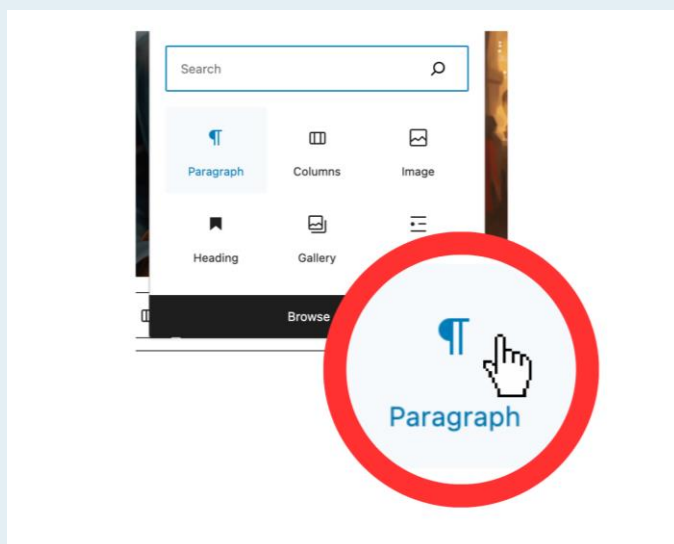 Search
Paragraph Columns Image
Heading Gallery
Browse
Paragraph